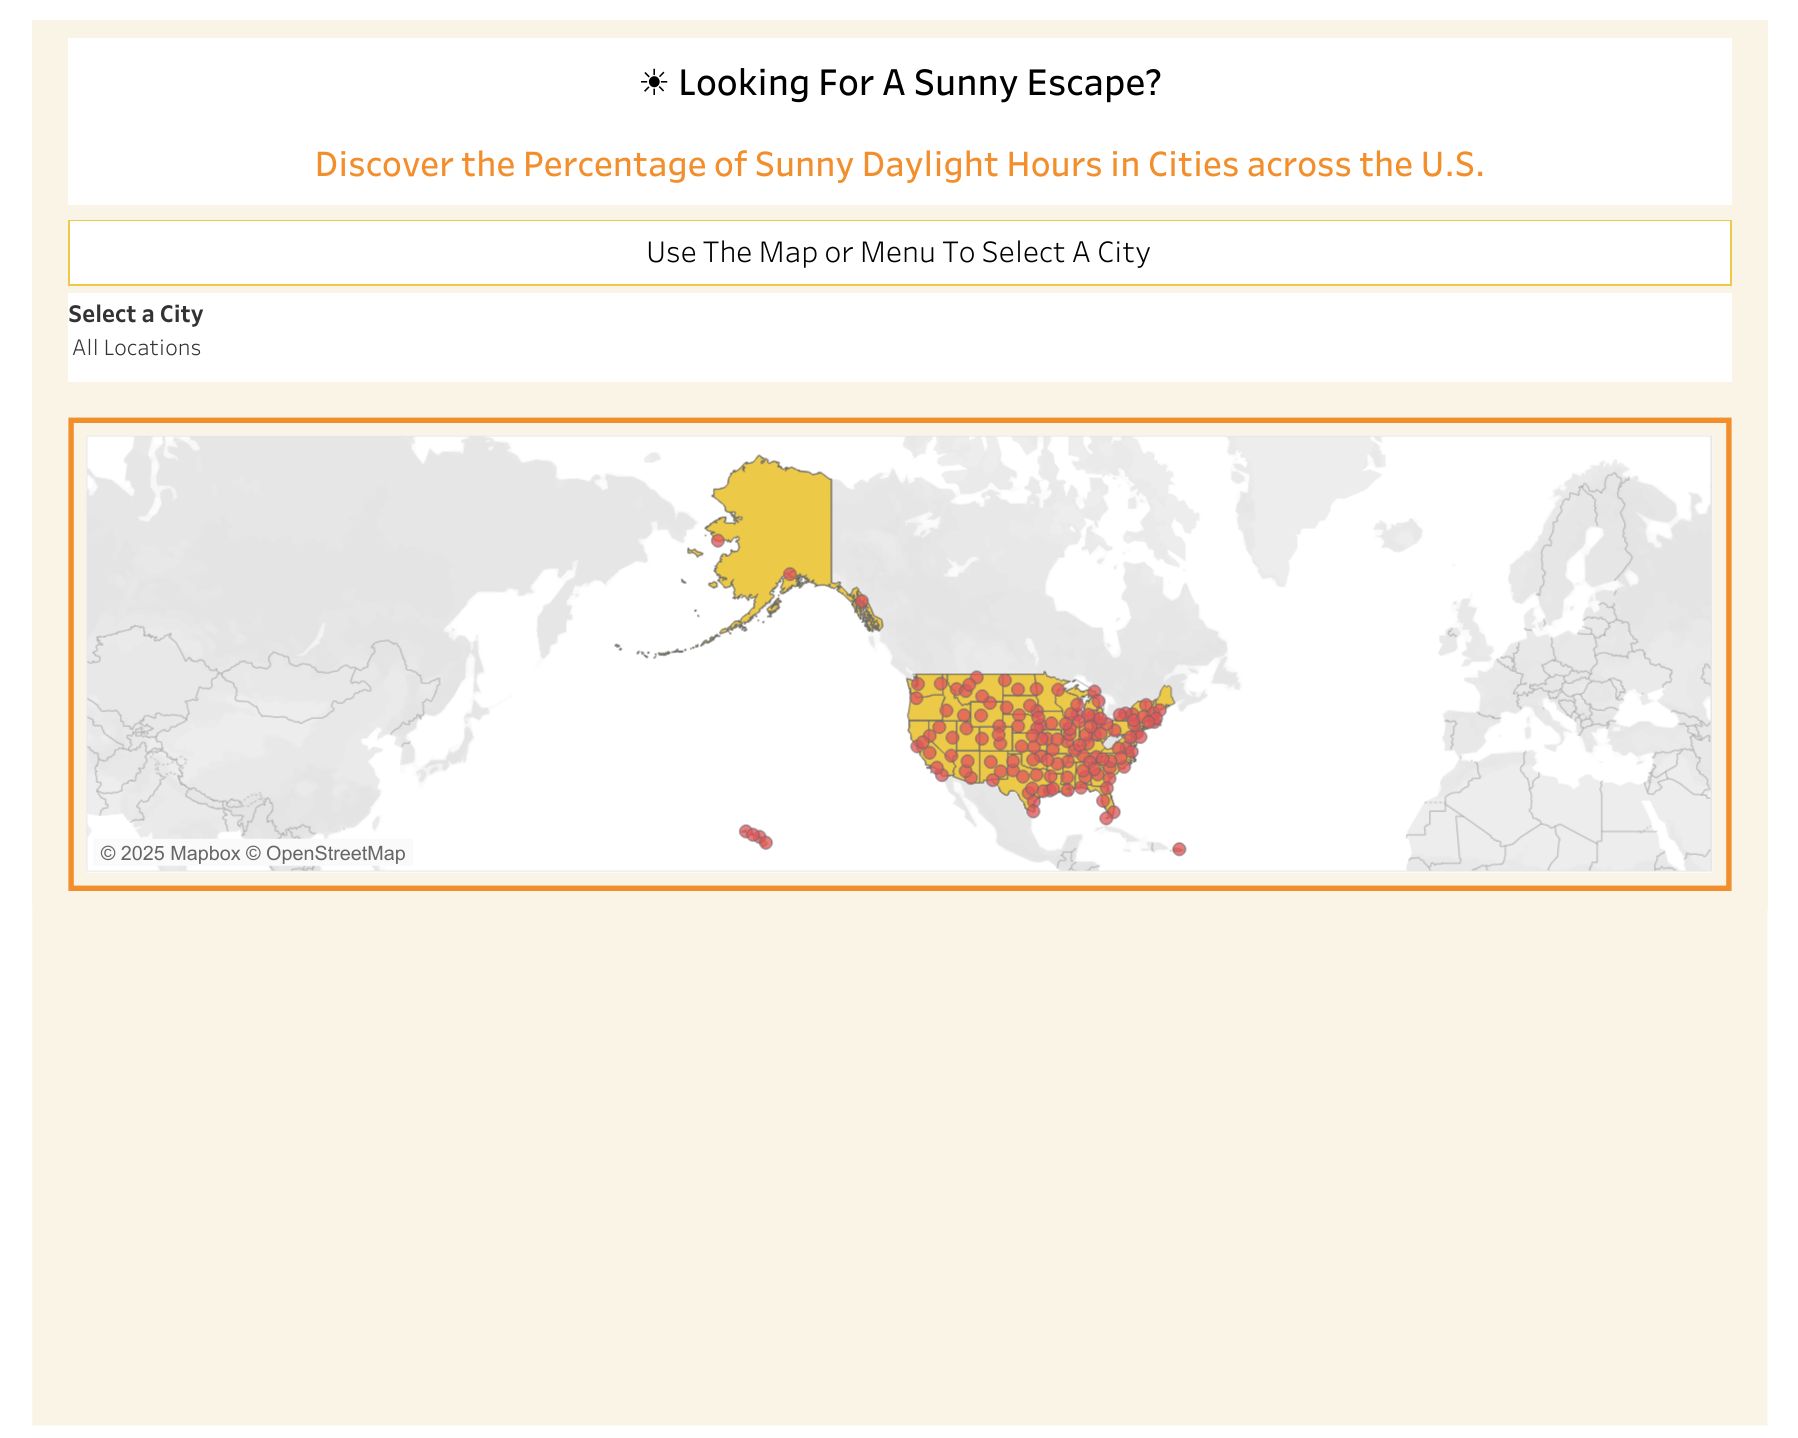 ☀ Looking For A Sunny Escape?
Discover the Percentage of Sunny Daylight Hours in Cities across the U.S.
Use The Map or Menu To Select A City
Select a City
All Locations
© 2025 Mapbox © OpenStreetMap